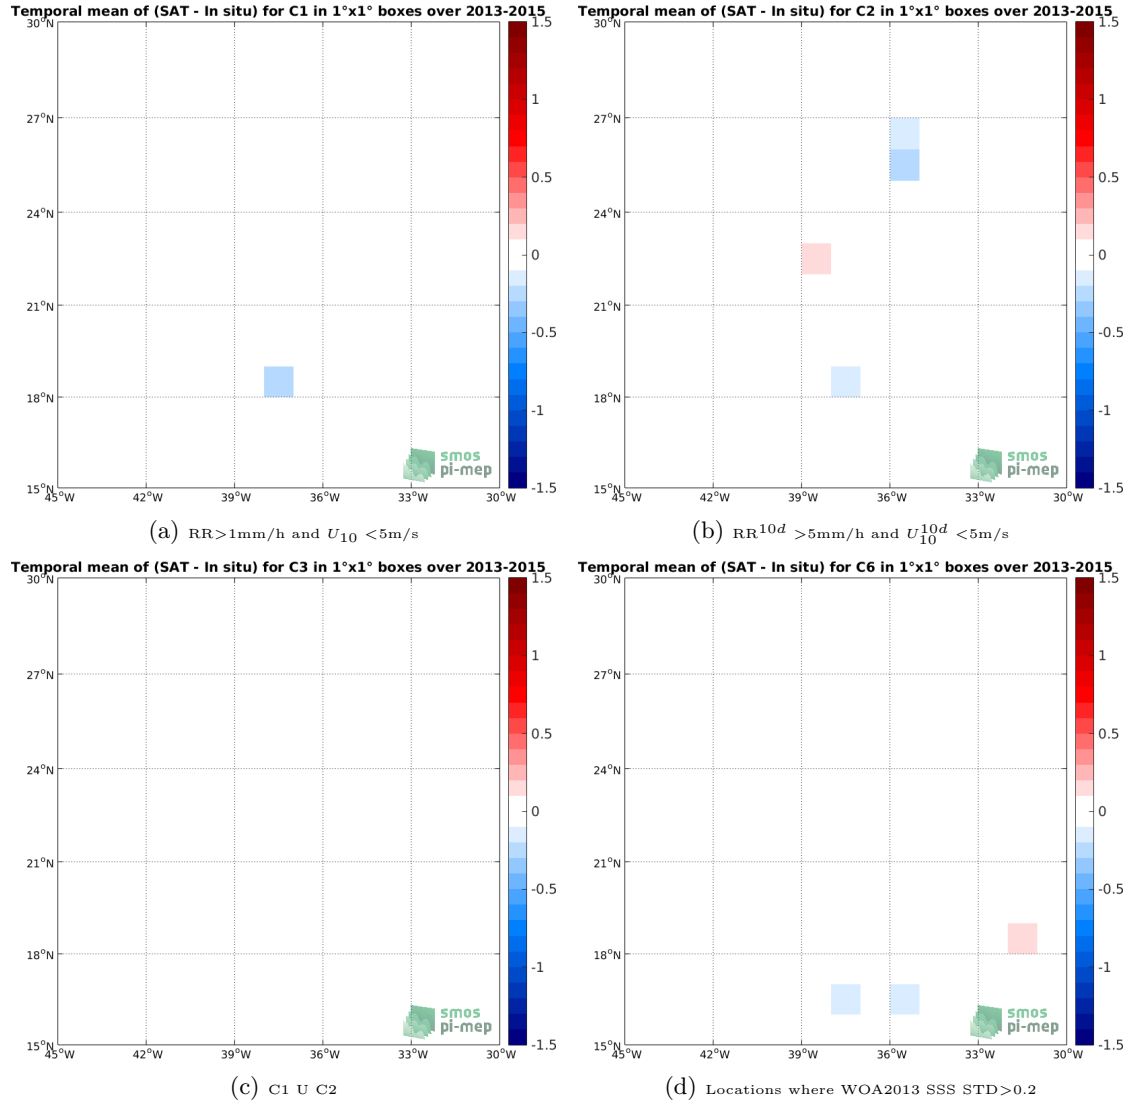 Temporal mean of (SAT - In situ) for C1 in 1°x1° boxes over 2013-2015
30°N
27°N
24°N
21°N
18°N
15°N
45°W 42°W 39°W 36°W 33°W 30°W
1.5
1
0.5
0
-0.5
-1
-1.5
smos
pi-mep
(a) RR>1mm/h and U10 <5m/s
Temporal mean of (SAT - In situ) for C2 in 1°x1° boxes over 2013-2015
30°N
27°N
24°N
21°N
18°N
15°N
45°W 42°W 39°W 36°W 33°W 30°W
1.5
1
0.5
0
-0.5
-1
-1.5
smos
pi-mep
(b) RR10d >5mm/h and U10d10 <5m/s
Temporal mean of (SAT - In situ) for C3 in 1°x1° boxes over 2013-2015
30°N
27°N
24°N
21°N
18°N
15°N
45°W 42°W 39°W 36°W 33°W 30°W
1.5
1
0.5
0
-0.5
-1
-1.5
smos
pi-mep
(c) C1 U C2
Temporal mean of (SAT - In situ) for C6 in 1°x1° boxes over 2013-2015
30°N
27°N
24°N
21°N
18°N
15°N
45°W 42°W 39°W 36°W 33°W 30°W
1.5
1
0.5
0
-0.5
-1
-1.5
smos
pi-mep
(d) Locations where WOA2013 SSS STD>0.2